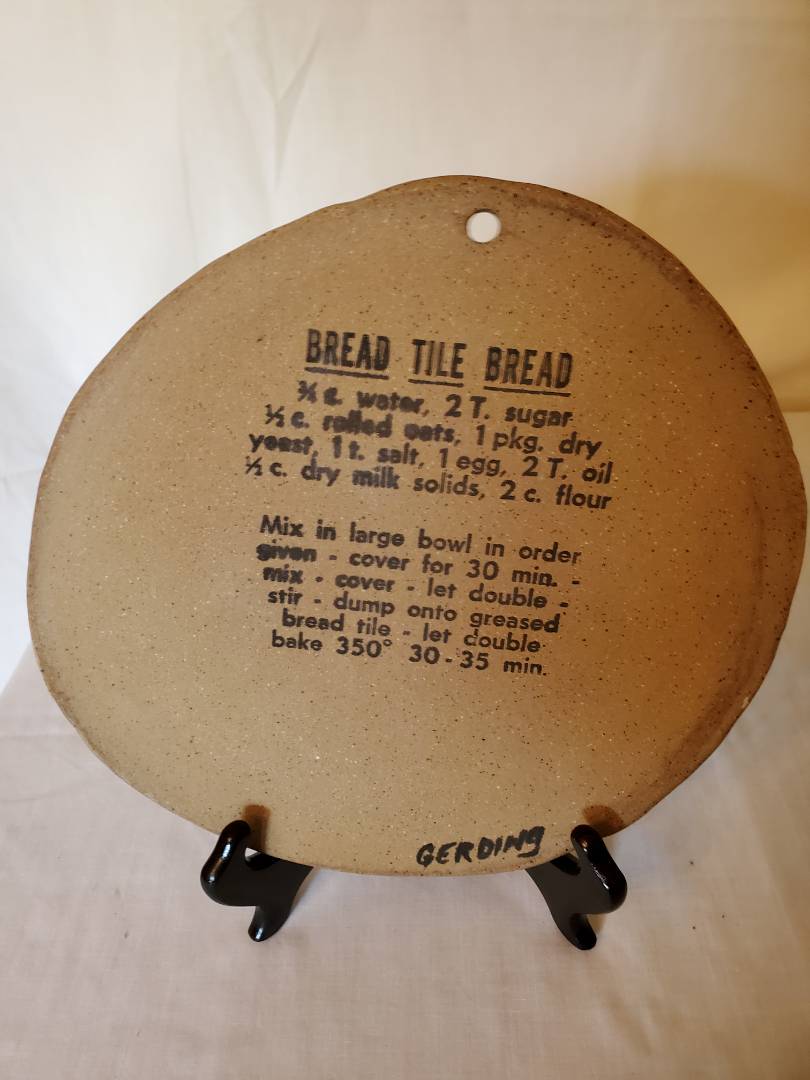 BREAD TILE BREAD
¾ c. water, 2 T. sugar
½ c. rolled oats, 1 pkg. dry
yeast, 1 t. salt, 1 egg, 2 T. oil
½ c. dry milk solids, 2 c. flour
Mix in large bowl in order
given - cover for 30 min. -
mix - cover - let double -
stir - dump onto greased
bread tile - let double
bake 350° 30-35 min.
GERDING